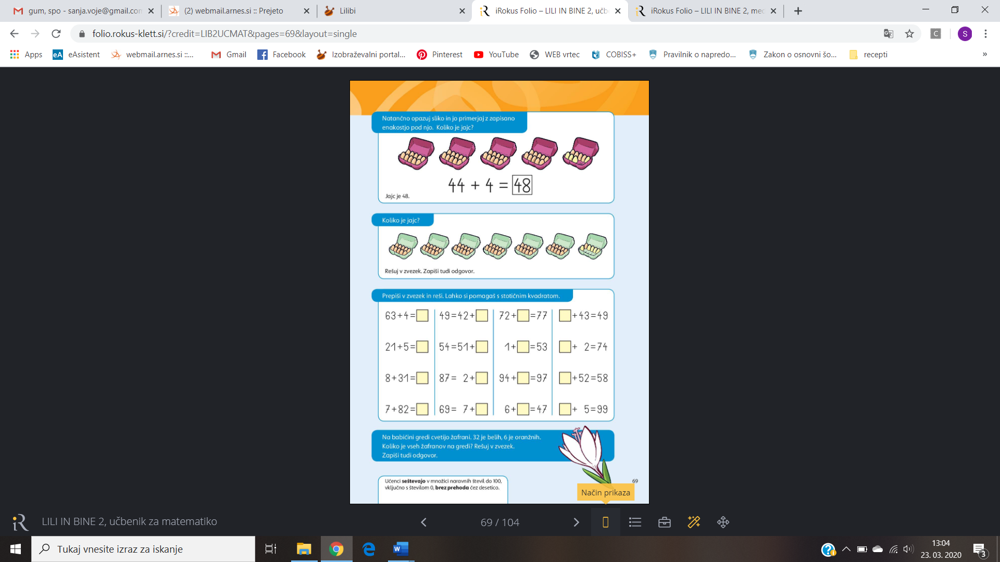 gum, spo - sanja.voje@gmail.con
(2) webmail.arnes.si :: Prejeto
Lilibi
iRokus Folio – LILI IN BINE 2, učb
iRokus Folio – LILI IN BINE 2, med
folio.rokus-klett.si/?credit=LIB2UCMAT&pages=69&layout=single
C
S
Apps
eA eAsistent
webmail.arnes.si ::...
Gmail
Facebook
Izobraževalni portal...
Pinterest
YouTube
WEB vrtec
COBISS+
Pravilnik o napredo...
Zakon o osnovni šo...
recepti
»
Natančno opazuj sliko in jo primerjaj z zapisano
enakostjo pod njo. Koliko je jajc?
44 + 4 = 48
Jajc je 48.
Koliko je jajc?
Rešuj v zvezek. Zapiši tudi odgovor.
Prepiši v zvezek in reši. Lahko si pomagaš s stotičnim kvadratom.
63+4=□ 49=42+□ 72+□=77 □+43=49
21+5=□ 54=51+□ 1+□=53 □+ 2=74
8+31=□ 87= 2+□ 94+□=97 □+52=58
7+82=□ 69= 7+□ 6+□=47 □+ 5=99
Na babičini gredi cvetijo žafrani. 32 je belih, 6 je oranžnih.
Koliko je vseh žafranov na gredi? Rešuj v zvezek.
Zapiši tudi odgovor.
Učenci seštevajo v množici naravnih števil do 100,
vključno s številom 0, brez prehoda čez desetico.
69
Način prikaza
iR LILI IN BINE 2, učbenik za matematiko
69 / 104
Tukaj vnesite izraz za iskanje
13:04
23. 03. 2020
3